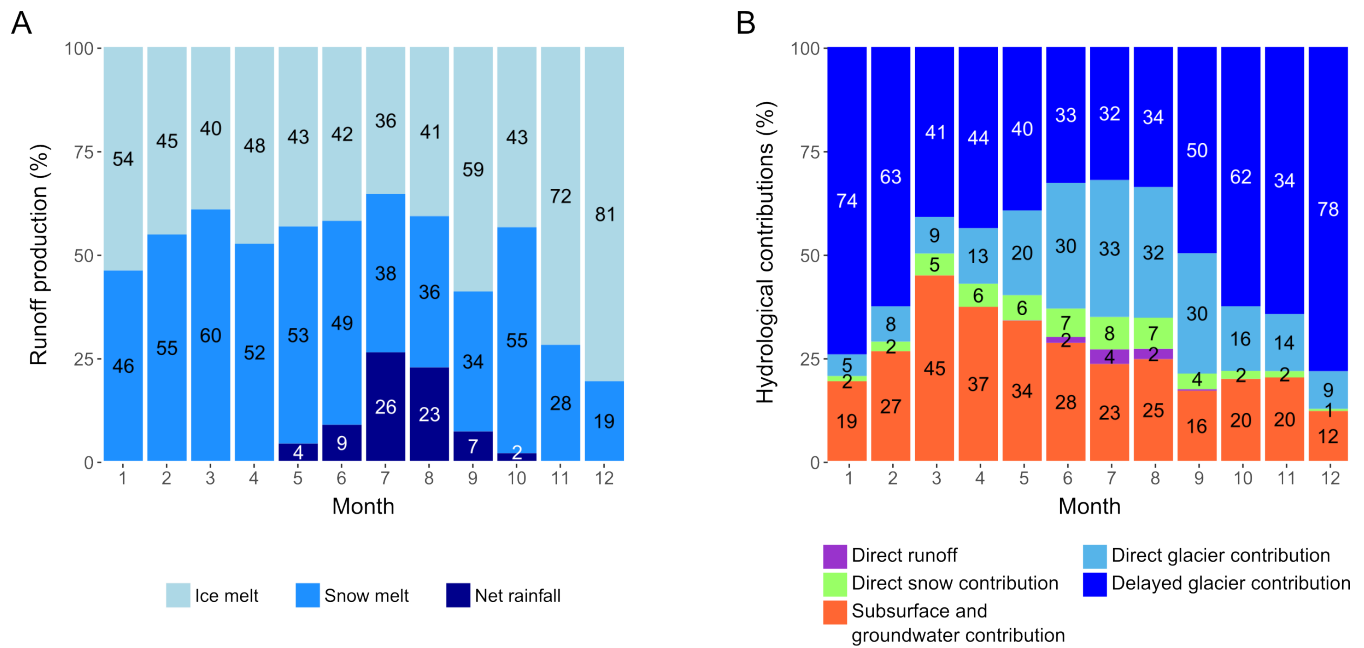 A
B
Runoff production (%)
100
75
50
25
0
54 45 40 48 43 42 36 41 59 43 72 81
46 55 60 52 53 49 38 36 34 55 28 19
4 9 26 23 7 2
1 2 3 4 5 6 7 8 9 10 11 12
Month
Ice melt Snow melt Net rainfall
Hydrological contributions (%)
100
75
50
25
0
74 63 41 44 40 33 32 34 50 62 34 78
5 8 9 13 20 30 33 32 30 16 14 9
2 2 5 6 6 7 8 7 4 2 2 1
2 4 2
19 27 45 37 34 28 23 25 16 20 20 12
1 2 3 4 5 6 7 8 9 10 11 12
Month
Direct runoff
Direct snow contribution
Subsurface and
groundwater contribution
Direct glacier contribution
Delayed glacier contribution